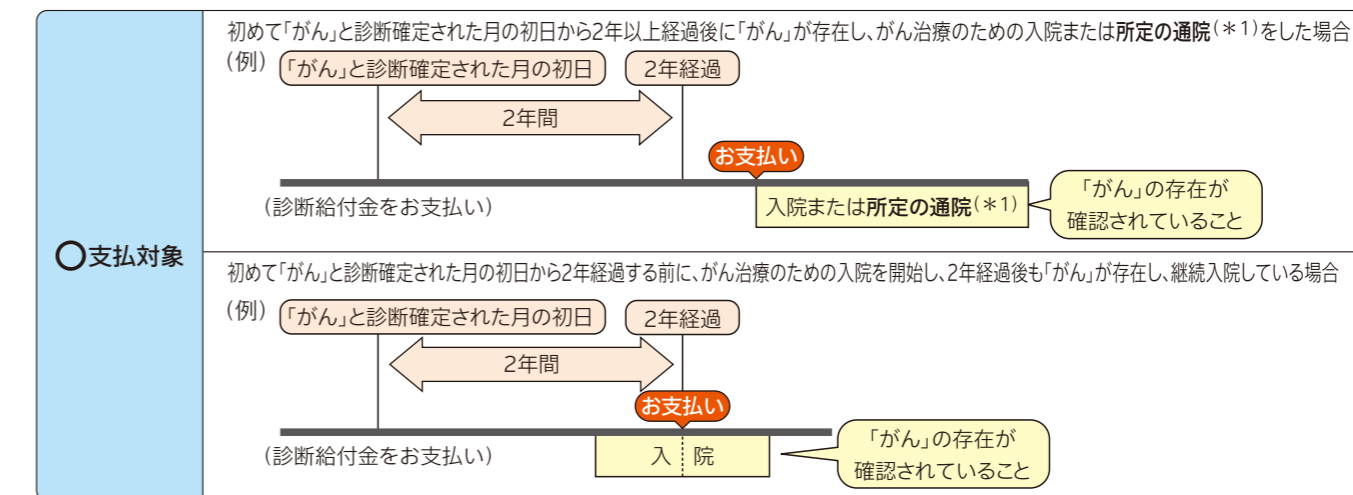 初めて「がん」と診断確定された月の初日から2年以上経過後に「がん」が存在し、がん治療のための入院または所定の通院(*1)をした場合
(例)
「がん」と診断確定された月の初日
2年経過
2年間
お支払い
(診断給付金をお支払い)
入院または所定の通院(*1)
「がん」の存在が
確認されていること
○支払対象
初めて「がん」と診断確定された月の初日から2年経過する前に、がん治療のための入院を開始し、2年経過後も「がん」が存在し、継続入院している場合
(例)
「がん」と診断確定された月の初日
2年経過
2年間
お支払い
(診断給付金をお支払い)
入院
「がん」の存在が
確認されていること